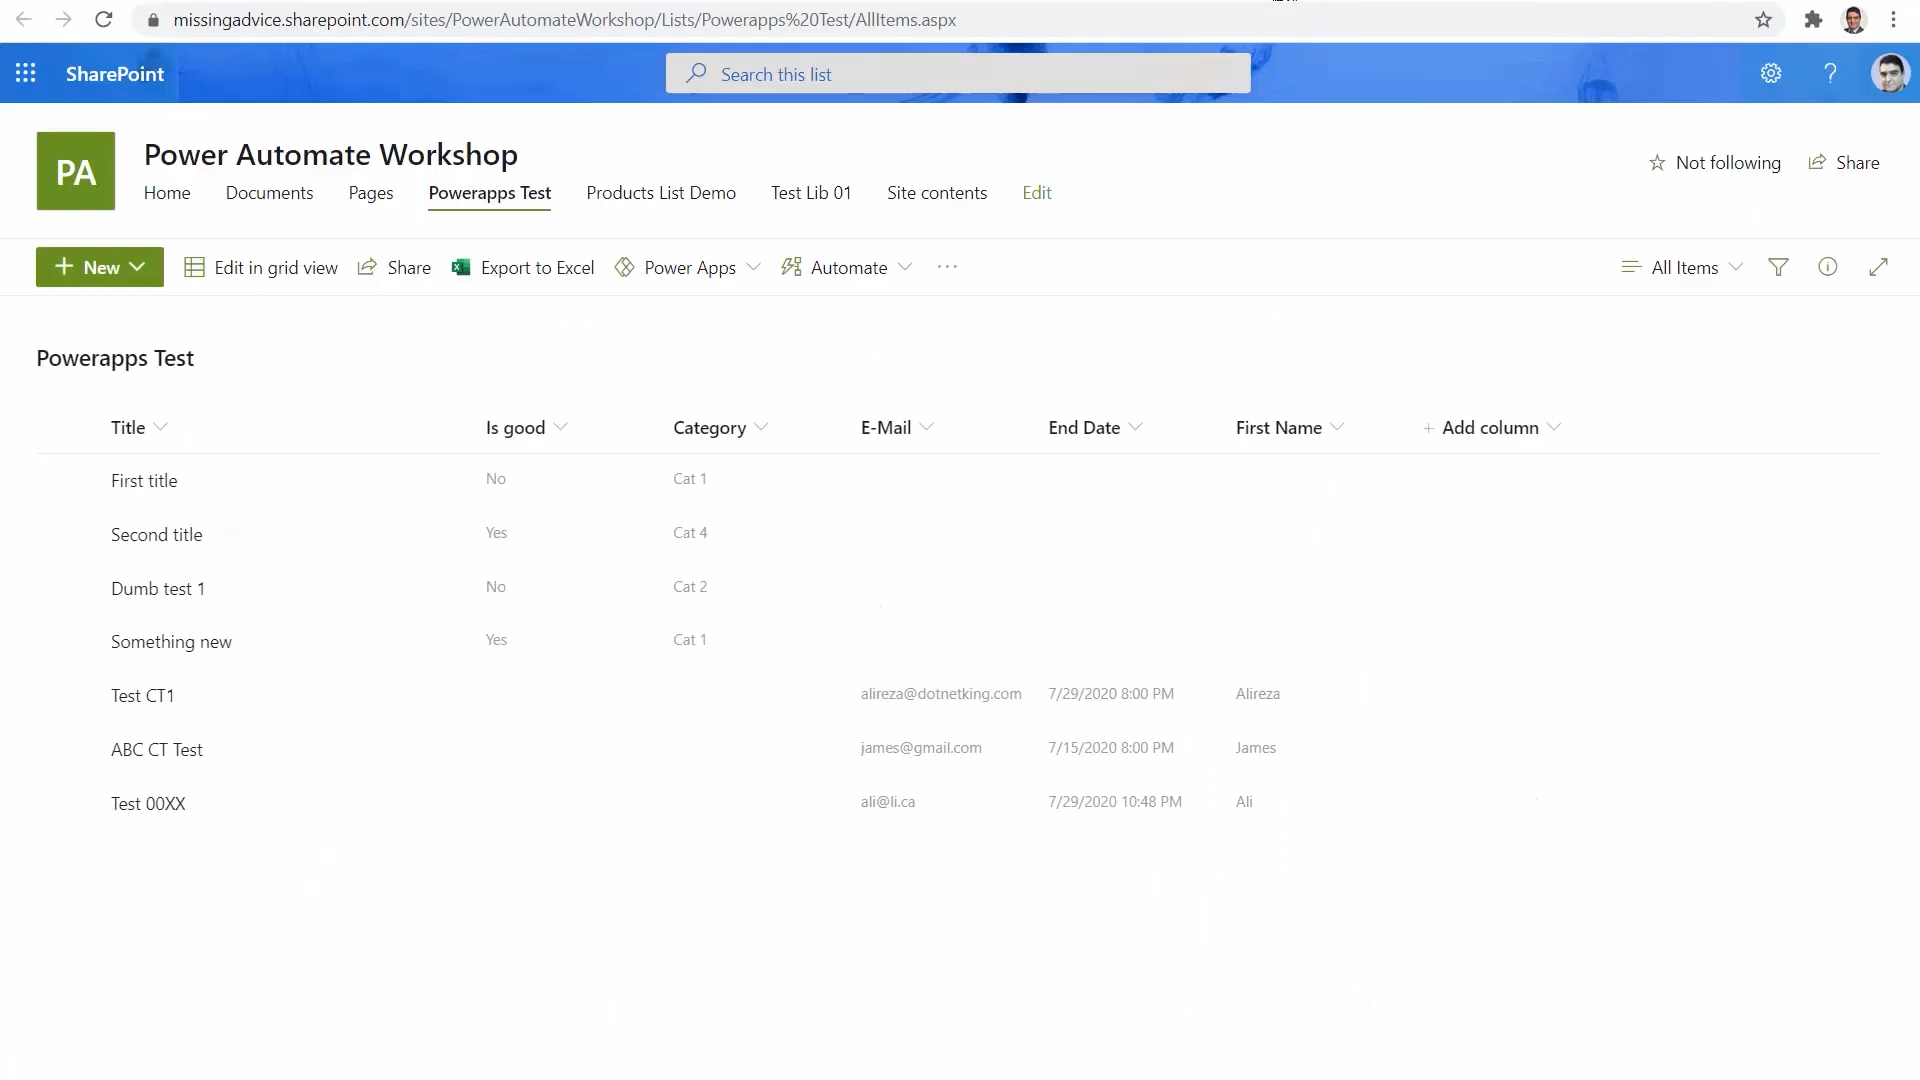 missingadvice.sharepoint.com/sites/PowerAutomateWorkshop/Lists/Powerapps%20Test/AllItems.aspx
SharePoint
Search this list
?
PA
Power Automate Workshop
Not following
Share
Home
Documents
Pages
Powerapps Test
Products List Demo
Test Lib 01
Site contents
Edit
+ New
Edit in grid view
Share
Export to Excel
Power Apps
Automate
...
All Items
Powerapps Test
Title Is good Category E-Mail End Date First Name + Add column
First title No Cat 1
Second title Yes Cat 4
Dumb test 1 No Cat 2
Something new Yes Cat 1
Test CT1 alireza@dotnetking.com 7/29/2020 8:00 PM Alireza
ABC CT Test james@gmail.com 7/15/2020 8:00 PM James
Test 00XX ali@li.ca 7/29/2020 10:48 PM Ali